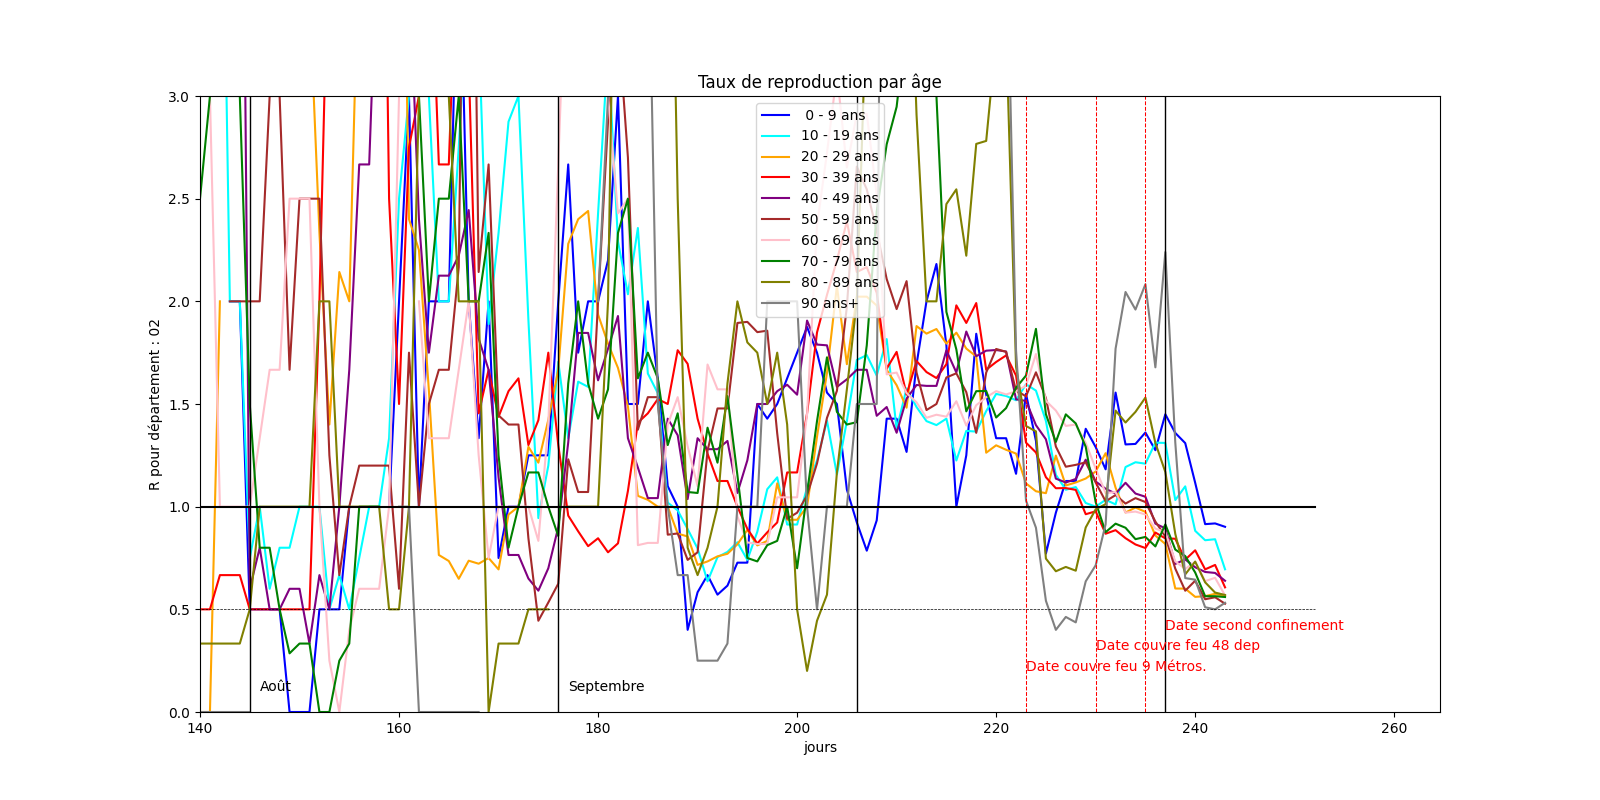 Taux de reproduction par âge
R pour département : 02
3.0
2.5
2.0
1.5
1.0
0.5
0.0
0 - 9 ans
10 - 19 ans
20 - 29 ans
30 - 39 ans
40 - 49 ans
50 - 59 ans
60 - 69 ans
70 - 79 ans
80 - 89 ans
90 ans+
Date second confinement
Date couvre feu 48 dep
Date couvre feu 9 Métros.
Août
Septembre
140
160
180
200
220
240
260
jours